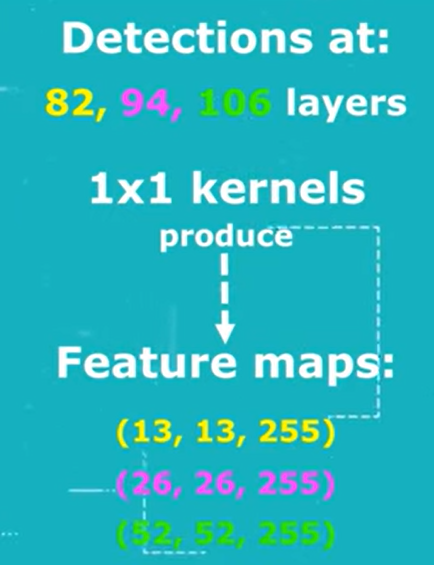 Detections at:
82, 94, 106 layers
1x1 kernels
produce
Feature maps:
(13, 13, 255)
(26, 26, 255)
(52, 52, 255)